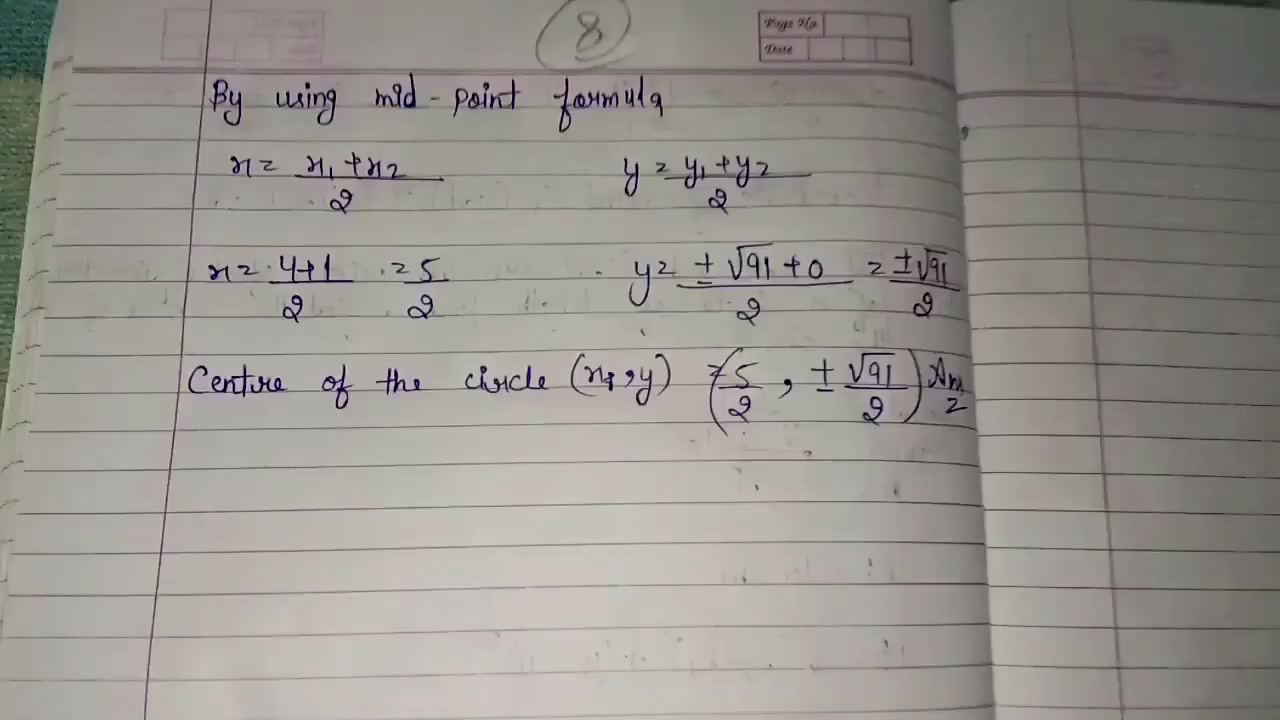 8
Page No.
Date
By using mid-point formula
x = x₁+x₂/2    y = y₁+y₂/2
x = 4+1/2 = 5/2    y = ±√91+0/2 = ±√91/2
Centre of the circle (x, y) = (5/2, ±√91/2) Ans